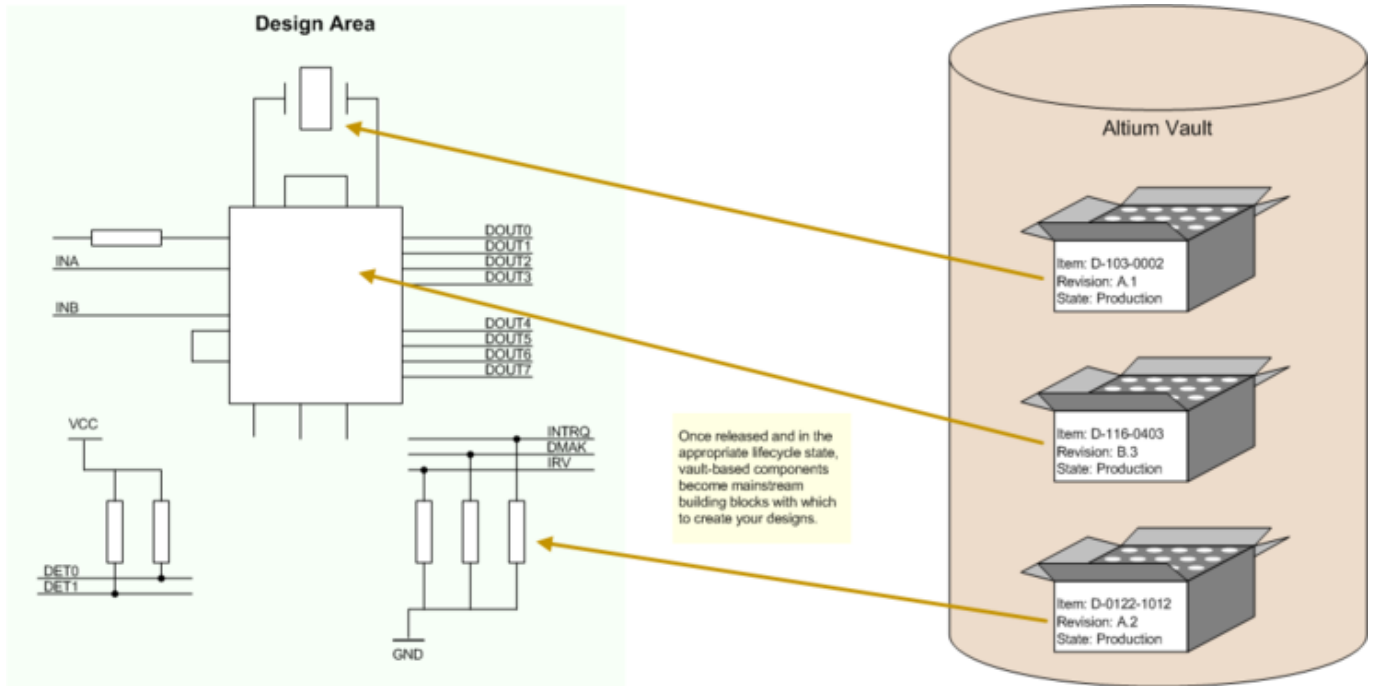 Design Area
Altium Vault
DOUT0
DOUT1
INA
DOUT2
DOUT3
INB
DOUT4
DOUT5
DOUT6
DOUT7
Item: D-103-0002
Revision: A.1
State: Production
VCC
INTRQ
DMAK
IRV
DET0
DET1
GND
Once released and in the
appropriate lifecycle state,
vault-based components
become mainstream
building blocks with which
to create your designs.
Item: D-116-0403
Revision: B.3
State: Production
Item: D-0122-1012
Revision: A.2
State: Production